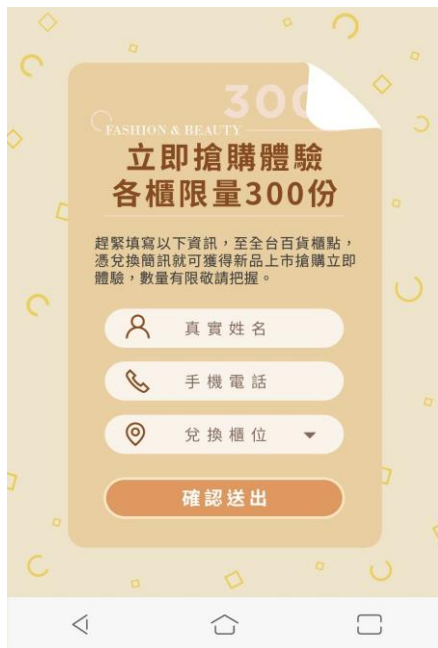 300
FASHION & BEAUTY
立即搶購體驗
各櫃限量300份
趕緊填寫以下資訊，至全台百貨櫃點，
憑兌換簡訊就可獲得新品上市搶購立即
體驗，數量有限敬請把握。
真實姓名
手機電話
兌換櫃位
確認送出